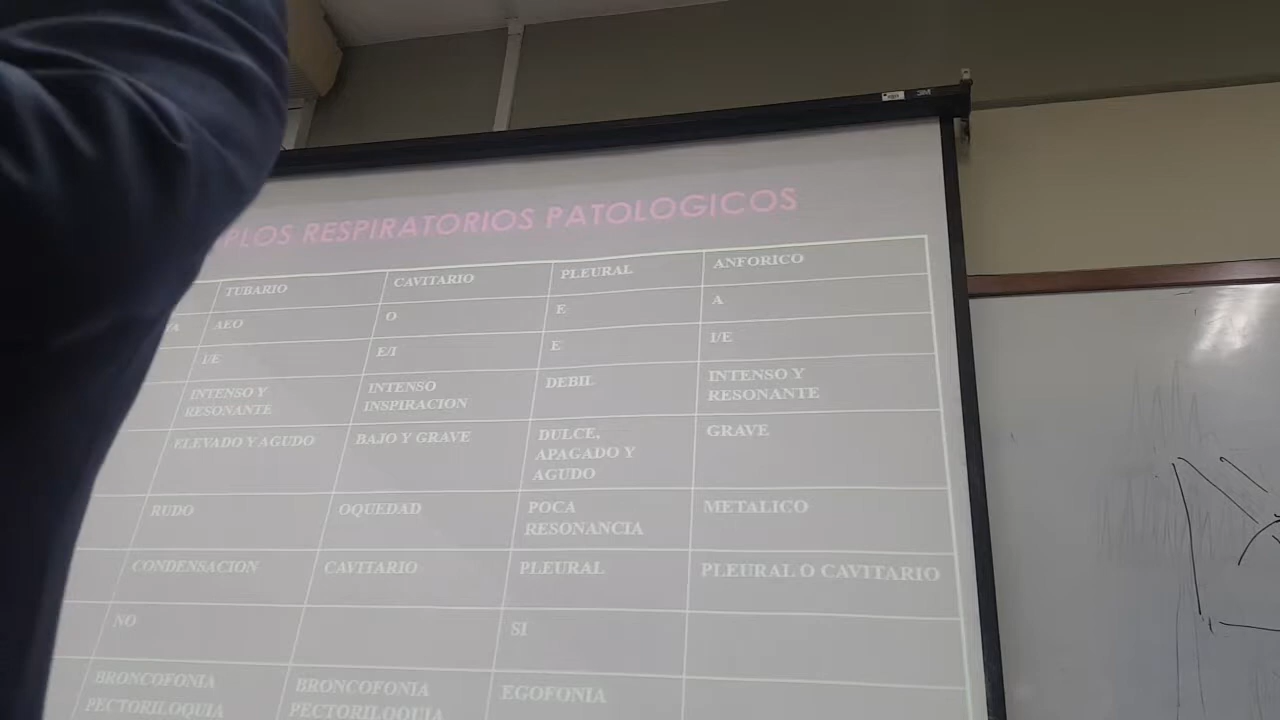 3M
PLOS RESPIRATORIOS PATOLOGICOS
TUBARIO CAVITARIO PLEURAL ANFORICO
A AEO O E A
I/E E/I E I/E
INTENSO Y RESONANTE INTENSO INSPIRACION DEBIL INTENSO Y RESONANTE
ELEVADO Y AGUDO BAJO Y GRAVE DULCE, APAGADO Y AGUDO GRAVE
RUDO OQUEDAD POCA RESONANCIA METALICO
CONDENSACION CAVITARIO PLEURAL PLEURAL O CAVITARIO
NO SI
BRONCOFONIA PECTORILOQUIA BRONCOFONIA PECTORILOQUIA EGOFONIA